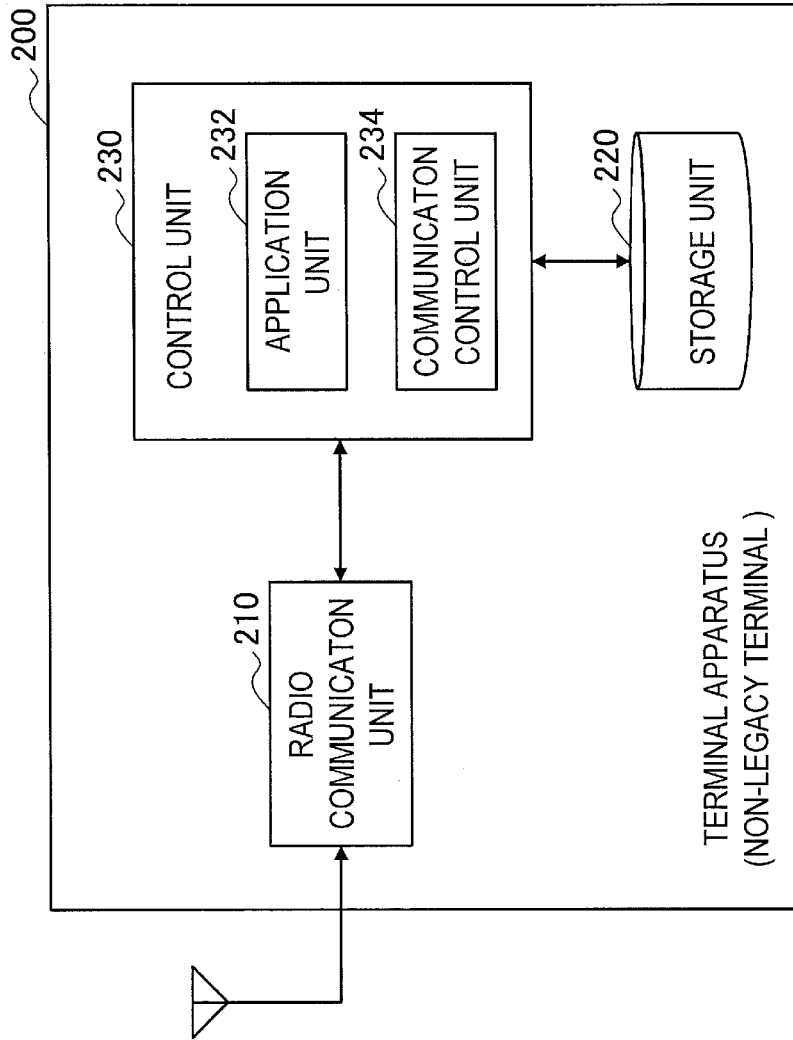 200
230
CONTROL UNIT
232
APPLICATION
UNIT
234
COMMUNICATON
CONTROL UNIT
210
RADIO
COMMUNICATON
UNIT
220
STORAGE UNIT
TERMINAL APPARATUS
(NON-LEGACY TERMINAL )